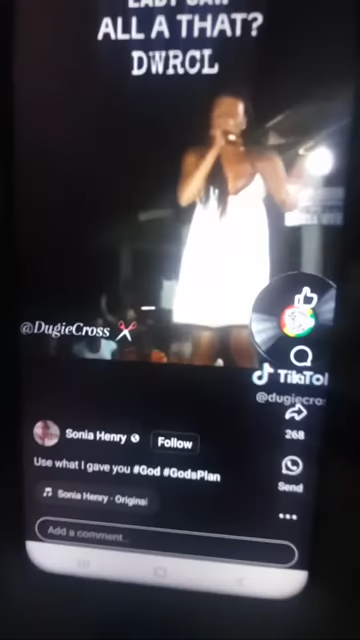 ALL A THAT?
DWRCL
@DugieCross
TikTok
@dugiecros
268
Sonia Henry
Follow
Use what I gave you #God #GodsPlan
Send
Sonia Henry · Original
Add a comment...